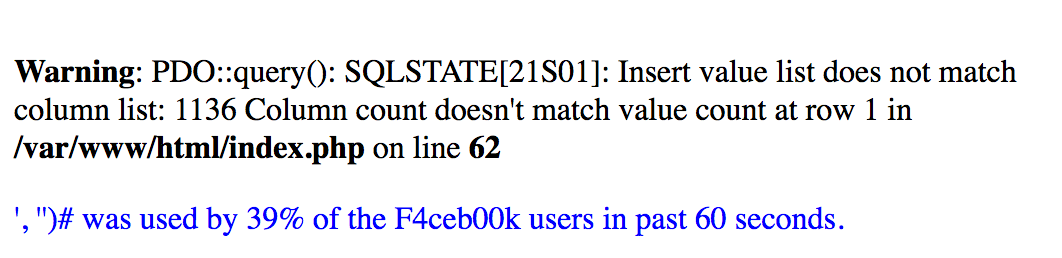 Warning: PDO::query(): SQLSTATE[21S01]: Insert value list does not match
column list: 1136 Column count doesn't match value count at row 1 in
/var/www/html/index.php on line 62
', '')# was used by 39% of the F4ceb00k users in past 60 seconds.